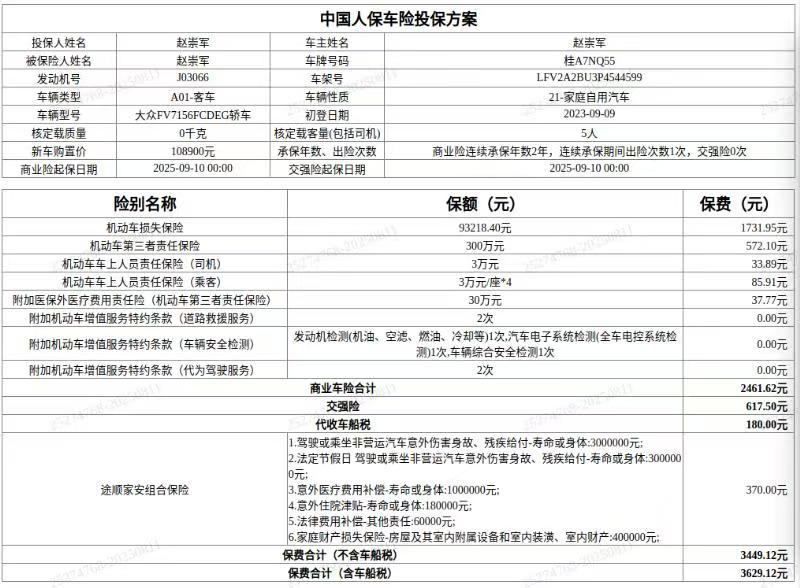 中国人保车险投保方案
投保人姓名 赵崇军 车主姓名 赵崇军
被保险人姓名 赵崇军 车牌号码 桂A7NQ55
发动机号 J03066 车架号 LFV2A2BU3P4544599
车辆类型 A01-客车 车辆性质 21-家庭自用汽车
车辆型号 大众FV7156FCDEG轿车 初登日期 2023-09-09
核定载质量 0千克 核定载客量(包括司机) 5人
新车购置价 108900元 承保年数、出险次数 商业险连续承保年数2年，连续承保期间出险次数1次，交强险0次
商业险起保日期 2025-09-10 00:00 交强险起保日期 2025-09-10 00:00
险别名称 保额（元） 保费（元）
机动车损失保险 93218.40元 1731.95元
机动车第三者责任保险 300万元 572.10元
机动车车上人员责任保险（司机） 3万元 33.89元
机动车车上人员责任保险（乘客） 3万元/座*4 85.91元
附加医保外医疗费用责任险（机动车第三者责任保险） 30万元 37.77元
附加机动车增值服务特约条款（道路救援服务） 2次 0.00元
附加机动车增值服务特约条款（车辆安全检测） 发动机检测(机油、空滤、燃油、冷却等)1次,汽车电子系统检测(全车电控系统检
测)1次,车辆综合安全检测1次 0.00元
附加机动车增值服务特约条款（代为驾驶服务） 2次 0.00元
商业车险合计 2461.62元
交强险 617.50元
代收车船税 180.00元
途顺家安组合保险 370.00元
1.驾驶或乘坐非营运汽车意外伤害身故、残疾给付-寿命或身体:3000000元;
2.法定节假日 驾驶或乘坐非营运汽车意外伤害身故、残疾给付-寿命或身体:300000
0元;
3.意外医疗费用补偿-寿命或身体:1000000元;
4.意外住院津贴-寿命或身体:180000元;
5.法律费用补偿-其他责任:60000元;
6.家庭财产损失保险-房屋及其室内附属设备和室内装潢、室内财产:400000元;
保费合计（不含车船税） 3449.12元
保费合计（含车船税） 3629.12元